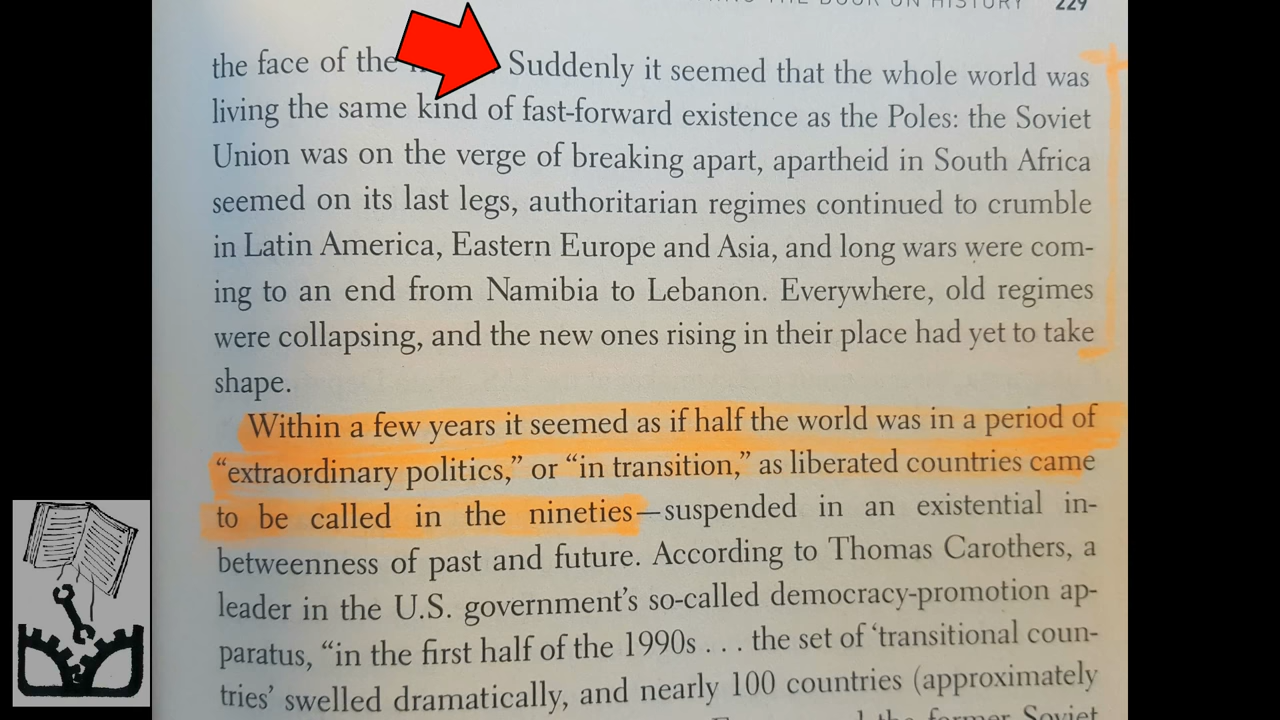 THE BOOK ON HISTORY 229
the face of the Suddenly it seemed that the whole world was
living the same kind of fast-forward existence as the Poles: the Soviet
Union was on the verge of breaking apart, apartheid in South Africa
seemed on its last legs, authoritarian regimes continued to crumble
in Latin America, Eastern Europe and Asia, and long wars were com-
ing to an end from Namibia to Lebanon. Everywhere, old regimes
were collapsing, and the new ones rising in their place had yet to take
shape.
Within a few years it seemed as if half the world was in a period of
“extraordinary politics,” or “in transition,” as liberated countries came
to be called in the nineties—suspended in an existential in-
betweenness of past and future. According to Thomas Carothers, a
leader in the U.S. government’s so-called democracy-promotion ap-
paratus, “in the first half of the 1990s . . . the set of ‘transitional coun-
tries’ swelled dramatically, and nearly 100 countries (approximately
the former Soviet